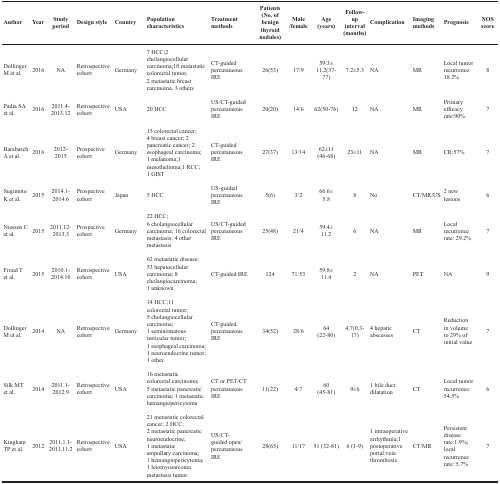 Author Year Study period Design style Country Population characteristics Treatment methods Patients (No. of benign thyroid nodules) Male /female Age (years) Follow-up interval (months) Complication Imaging methods Prognosis NOS score
Dollinger M et al. 2016 NA Retrospective cohort Germany 7 HCC;2 cholangiocellular carcinoma;10 metastatic colorectal tumor, 2 metastatic breast carcinoma, 3 others CT-guided percutaneous IRE 26(53) 17/9 59.3± 11.2(37-77) 7.2±5.3 NA MR Local tumor recurrence: 18.2% 8
Padia SA et al. 2016 2011.4-2013.12 Retrospective cohort USA 20 HCC US/CT-guided percutaneous IRE 20(20) 14/6 62(50-76) 12 NA MR Primary efficacy rate:90% 7
Barabasch A et al. 2016 2012-2015 Prospective cohort Germany 15 colorectal cancer; 4 breast cancer; 2 pancreatic cancer; 2 esophageal carcinoma; 1 melanoma;1 mesothelioma;1 RCC; 1 GIST CT-guided percutaneous IRE 27(37) 13/14 62±11 (46-68) 23±11 NA MR CR:57% 7
Sugimoto K et al. 2015 2014.1-2014.6 Prospective cohort Japan 5 HCC US-guided percutaneous IRE 5(6) 3/2 66.6± 5.8 8 No CT/MR/US 2 new lesions 6
Niessen C et al. 2015 2011.12-2013.3 Prospective cohort Germany 22 HCC; 6 cholangiocellular carcinoma; 16 colorectal metastasis; 4 other metastasis US/CT-guided percutaneous IRE 25(48) 21/4 59.4± 11.2 6 NA MR Local recurrence rate: 29.2% 7
Froud T et al. 2015 2010.1-2014.10 Retrospective cohort USA 62 metastatic disease; 53 hepatocellular carcinoma; 8 cholangiocarcinoma; 1 unknown CT-guided IRE 124 71/53 59.8± 11.4 2 NA PET NA 9
Dollinger M et al. 2014 NA Retrospective cohort Germany 14 HCC;11 colorectal tumor; 5 cholangiocellular carcinoma; 1 seminomatous testicular tumor; 1 esophageal carcinoma; 1 neuroendocrine tumor; 1 other CT-guided percutaneous IRE 34(52) 28/6 64 (22-80) 4.7(0.3-17) 4 hepatic abscesses CT Reduction in volume to 29% of initial value 7
Silk MT et al. 2014 2011.1-2012.9 Retrospective cohort USA 16 metastatic colorectal carcinoma; 5 metastatic pancreatic carcinoma; 1 metastatic hemangiopericytoma CT or PET/CT percutaneous IRE 11(22) 4/7 60 (45-81) 9±6 1 bile duct dilatation CT Local tumor recurrence: 54.5% 6
Kingham TP et al. 2012 2011.1.1-2011.11.2 Retrospective cohort USA 21 metastatic colorectal cancer; 2 HCC; 2 metastatic pancreatic neuroendocrine; 1 metastatic ampullary carcinoma; 1 hemangiopericytoma; 1 leiomyosarcoma metastasis tumor US/CT-guided open/ percutaneous IRE 28(65) 11/17 51 (32-81) 6 (1-9) 1 intraoperative arrhythmia;1 postoperative portal vein thrombosis CT/MR Persistent disease rate:1.9%; local recurrence rate: 5.7% 7